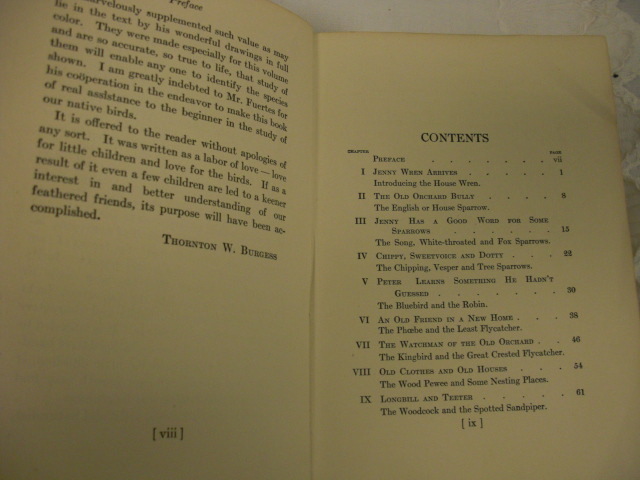 Preface
marvelously supplemented such value as may
lie in the text by his wonderful drawings in full
color. They were made especially for this volume
and are so accurate, so true to life, that study of
them will enable any one to identify the species
shown. I am greatly indebted to Mr. Fuertes for
his coöperation in the endeavor to make this book
of real assistance to the beginner in the study of
our native birds.
It is offered to the reader without apologies of
any sort. It was written as a labor of love—love
for little children and love for the birds. If as a
result of it even a few children are led to a keener
interest in and better understanding of our
feathered friends, its purpose will have been ac-
complished.
Thornton W. Burgess
[ viii ]
CONTENTS
CHAPTER PAGE
Preface . . . . . . . vii
I Jenny Wren Arrives . . . . . 1
Introducing the House Wren.
II The Old Orchard Bully . . . . 8
The English or House Sparrow.
III Jenny Has a Good Word for Some
Sparrows . . . . . . 15
The Song, White-throated and Fox Sparrows.
IV Chippy, Sweetvoice and Dotty . . . 22
The Chipping, Vesper and Tree Sparrows.
V Peter Learns Something He Hadn't
Guessed . . . . . . . 30
The Bluebird and the Robin.
VI An Old Friend in a New Home . . . 38
The Phœbe and the Least Flycatcher.
VII The Watchman of the Old Orchard . . 46
The Kingbird and the Great Crested Flycatcher.
VIII Old Clothes and Old Houses . . . 54
The Wood Pewee and Some Nesting Places.
IX Longbill and Teeter . . . . . 61
The Woodcock and the Spotted Sandpiper.
[ ix ]